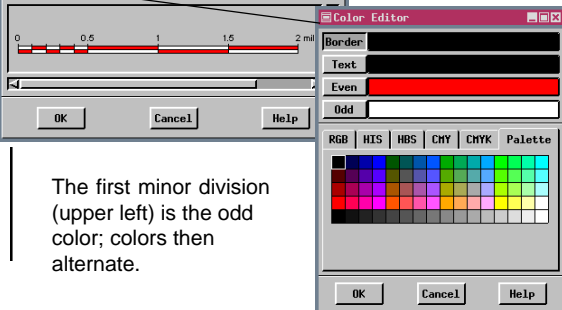 0 0.5 1 1.5 2 mil
OK Cancel Help
The first minor division
(upper left) is the odd
color; colors then
alternate.
Color Editor
Border
Text
Even
Odd
RGB HIS HBS CMY CMYK Palette
OK Cancel Help